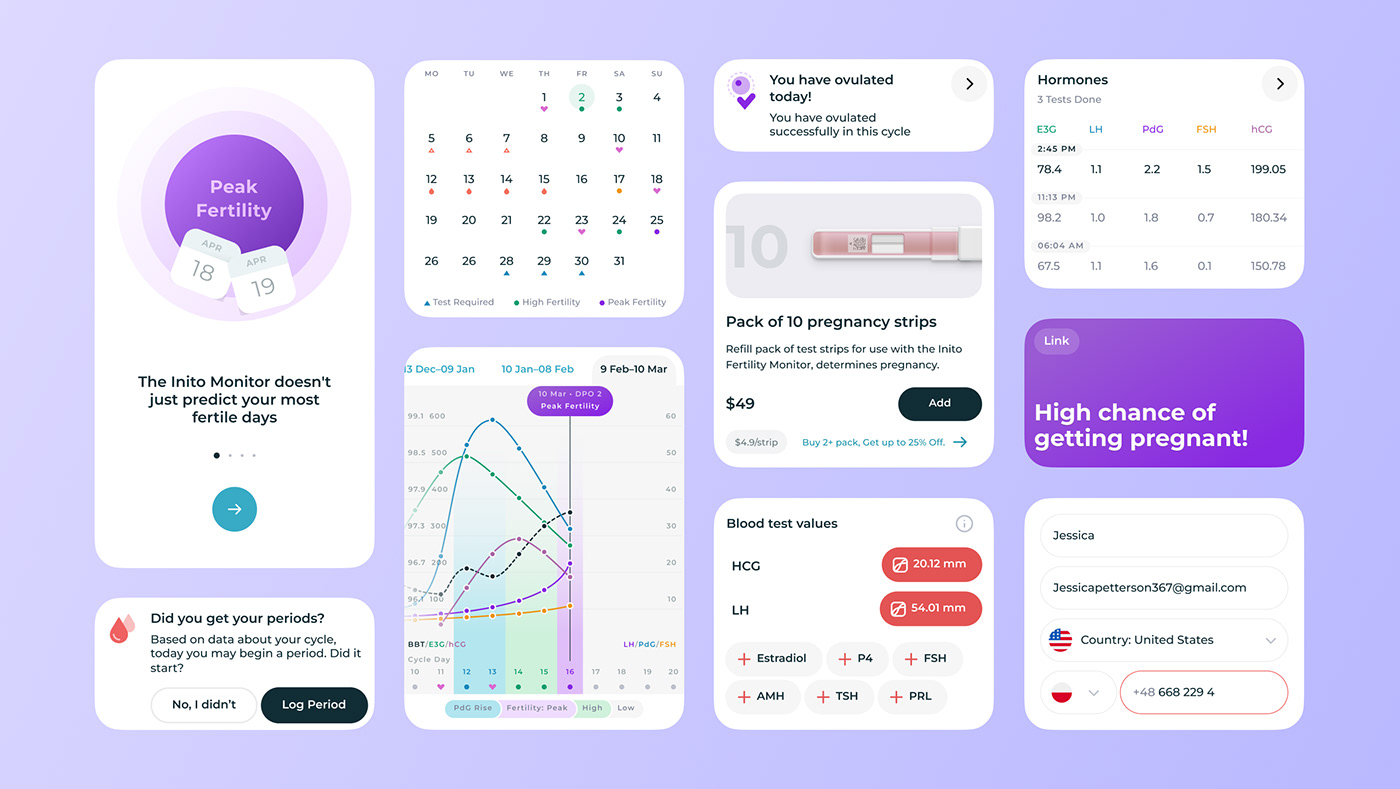 Peak
Fertility
APR
18
APR
19
The Inito Monitor doesn't
just predict your most
fertile days
Did you get your periods?
Based on data about your cycle,
today you may begin a period. Did it
start?
No, I didn't
Log Period
MO TU WE TH FR SA SU
1 2 3 4
5 6 7 8 9 10 11
12 13 14 15 16 17 18
19 20 21 22 23 24 25
26 26 28 29 30 31
Test Required High Fertility Peak Fertility
13 Dec–09 Jan 10 Jan–08 Feb 9 Feb–10 Mar
10 Mar • DPO 2
Peak Fertility
99.1 600 60
98.5 500 50
97.9 400 40
97.3 300 30
96.7 200 20
96.1 100 10
BBT/E3G/hCG LH/PdG/FSH
Cycle Day
10 11 12 13 14 15 16 17 18 19 20
PdG Rise Fertility: Peak High Low
You have ovulated
today!
You have ovulated
successfully in this cycle
10
Pack of 10 pregnancy strips
Refill pack of test strips for use with the Inito
Fertility Monitor, determines pregnancy.
$49
Add
$4.9/strip
Buy 2+ pack, Get up to 25% Off.
Blood test values
HCG 20.12 mm
LH 54.01 mm
Estradiol P4 FSH
AMH TSH PRL
Hormones
3 Tests Done
E3G LH PdG FSH hCG
2:45 PM
78.4 1.1 2.2 1.5 199.05
11:13 PM
98.2 1.0 1.8 0.7 180.34
06:04 AM
67.5 1.1 1.6 0.1 150.78
Link
High chance of
getting pregnant!
Jessica
Jessicapetterson367@gmail.com
Country: United States
+48 668 229 4